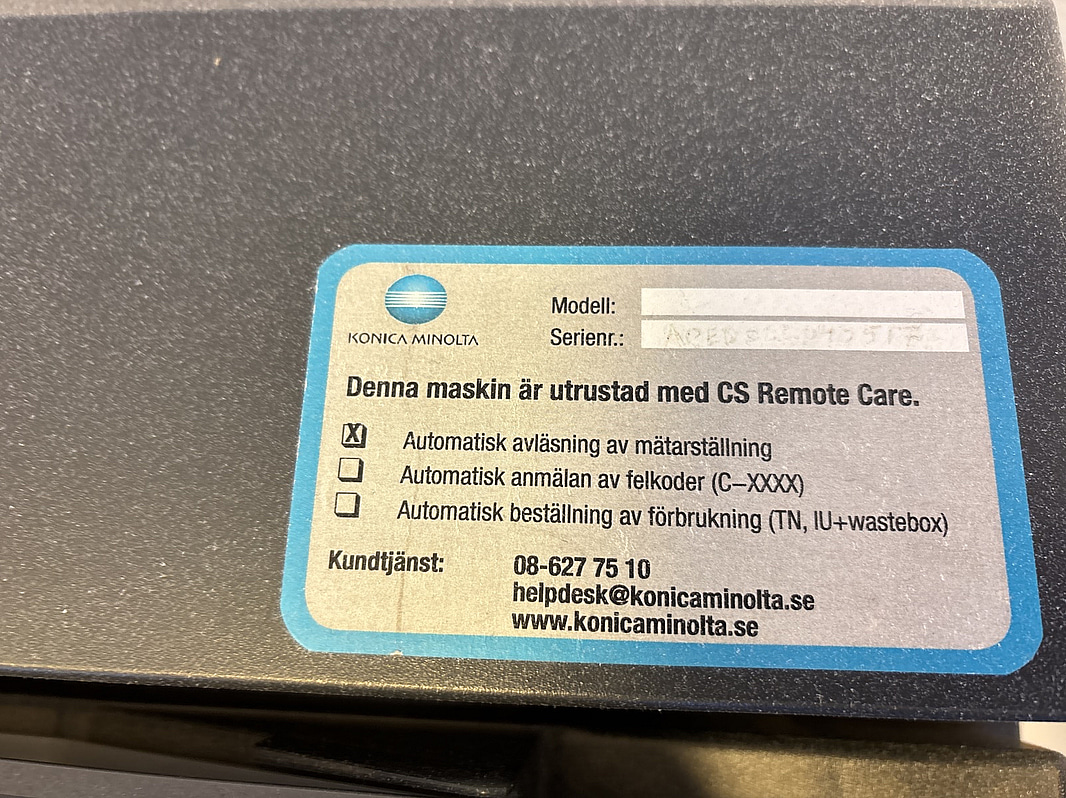 KONICA MINOLTA
Modell:
Serienr.:
Denna maskin är utrustad med CS Remote Care.
X Automatisk avläsning av mätarställning
Automatisk anmälan av felkoder (C–XXXX)
Automatisk beställning av förbrukning (TN, IU+wastebox)
Kundtjänst: 08-627 75 10
helpdesk@konicaminolta.se
www.konicaminolta.se